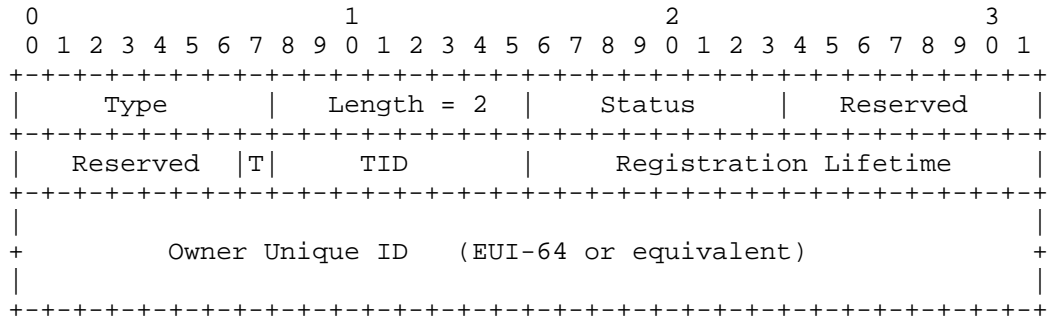 0                   1                   2                   3
 0 1 2 3 4 5 6 7 8 9 0 1 2 3 4 5 6 7 8 9 0 1 2 3 4 5 6 7 8 9 0 1
+-+-+-+-+-+-+-+-+-+-+-+-+-+-+-+-+-+-+-+-+-+-+-+-+-+-+-+-+-+-+-+-+
|     Type      |   Length = 2  |    Status     |   Reserved    |
+-+-+-+-+-+-+-+-+-+-+-+-+-+-+-+-+-+-+-+-+-+-+-+-+-+-+-+-+-+-+-+-+
|   Reserved  |T|      TID      |     Registration Lifetime     |
+-+-+-+-+-+-+-+-+-+-+-+-+-+-+-+-+-+-+-+-+-+-+-+-+-+-+-+-+-+-+-+-+
|                                                               |
+         Owner Unique ID   (EUI-64 or equivalent)              +
|                                                               |
+-+-+-+-+-+-+-+-+-+-+-+-+-+-+-+-+-+-+-+-+-+-+-+-+-+-+-+-+-+-+-+-+